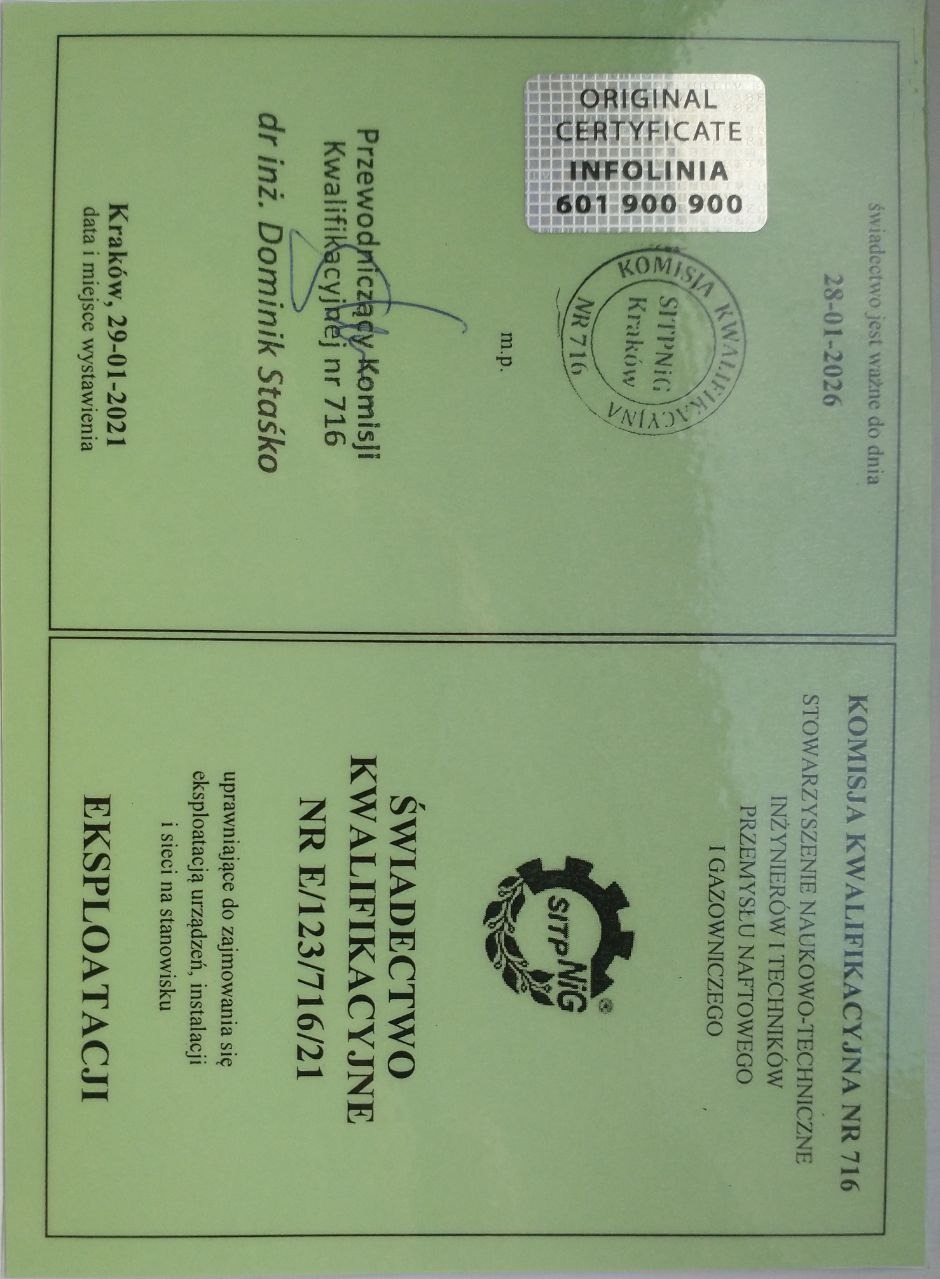 świadectwo jest ważne do dnia
28-01-2026
ORIGINAL
CERTYFICATE
INFOLINIA
601 900 900
KOMISJA KWALIFIKACYJNA
SITPNiG
Kraków
NR 716
m.p.
Przewodniczący Komisji
Kwalifikacyjnej nr 716
dr inż. Dominik Staśko
Kraków, 29-01-2021
data i miejsce wystawienia
KOMISJA KWALIFIKACYJNA NR 716
STOWARZYSZENIE NAUKOWO-TECHNICZNE
INŻYNIERÓW I TECHNIKÓW
PRZEMYSŁU NAFTOWEGO
I GAZOWNICZEGO
SITPNiG ®
ŚWIADECTWO
KWALIFIKACYJNE
NR E/123/716/21
uprawniające do zajmowania się
eksploatacją urządzeń, instalacji
i sieci na stanowisku
EKSPLOATACJI